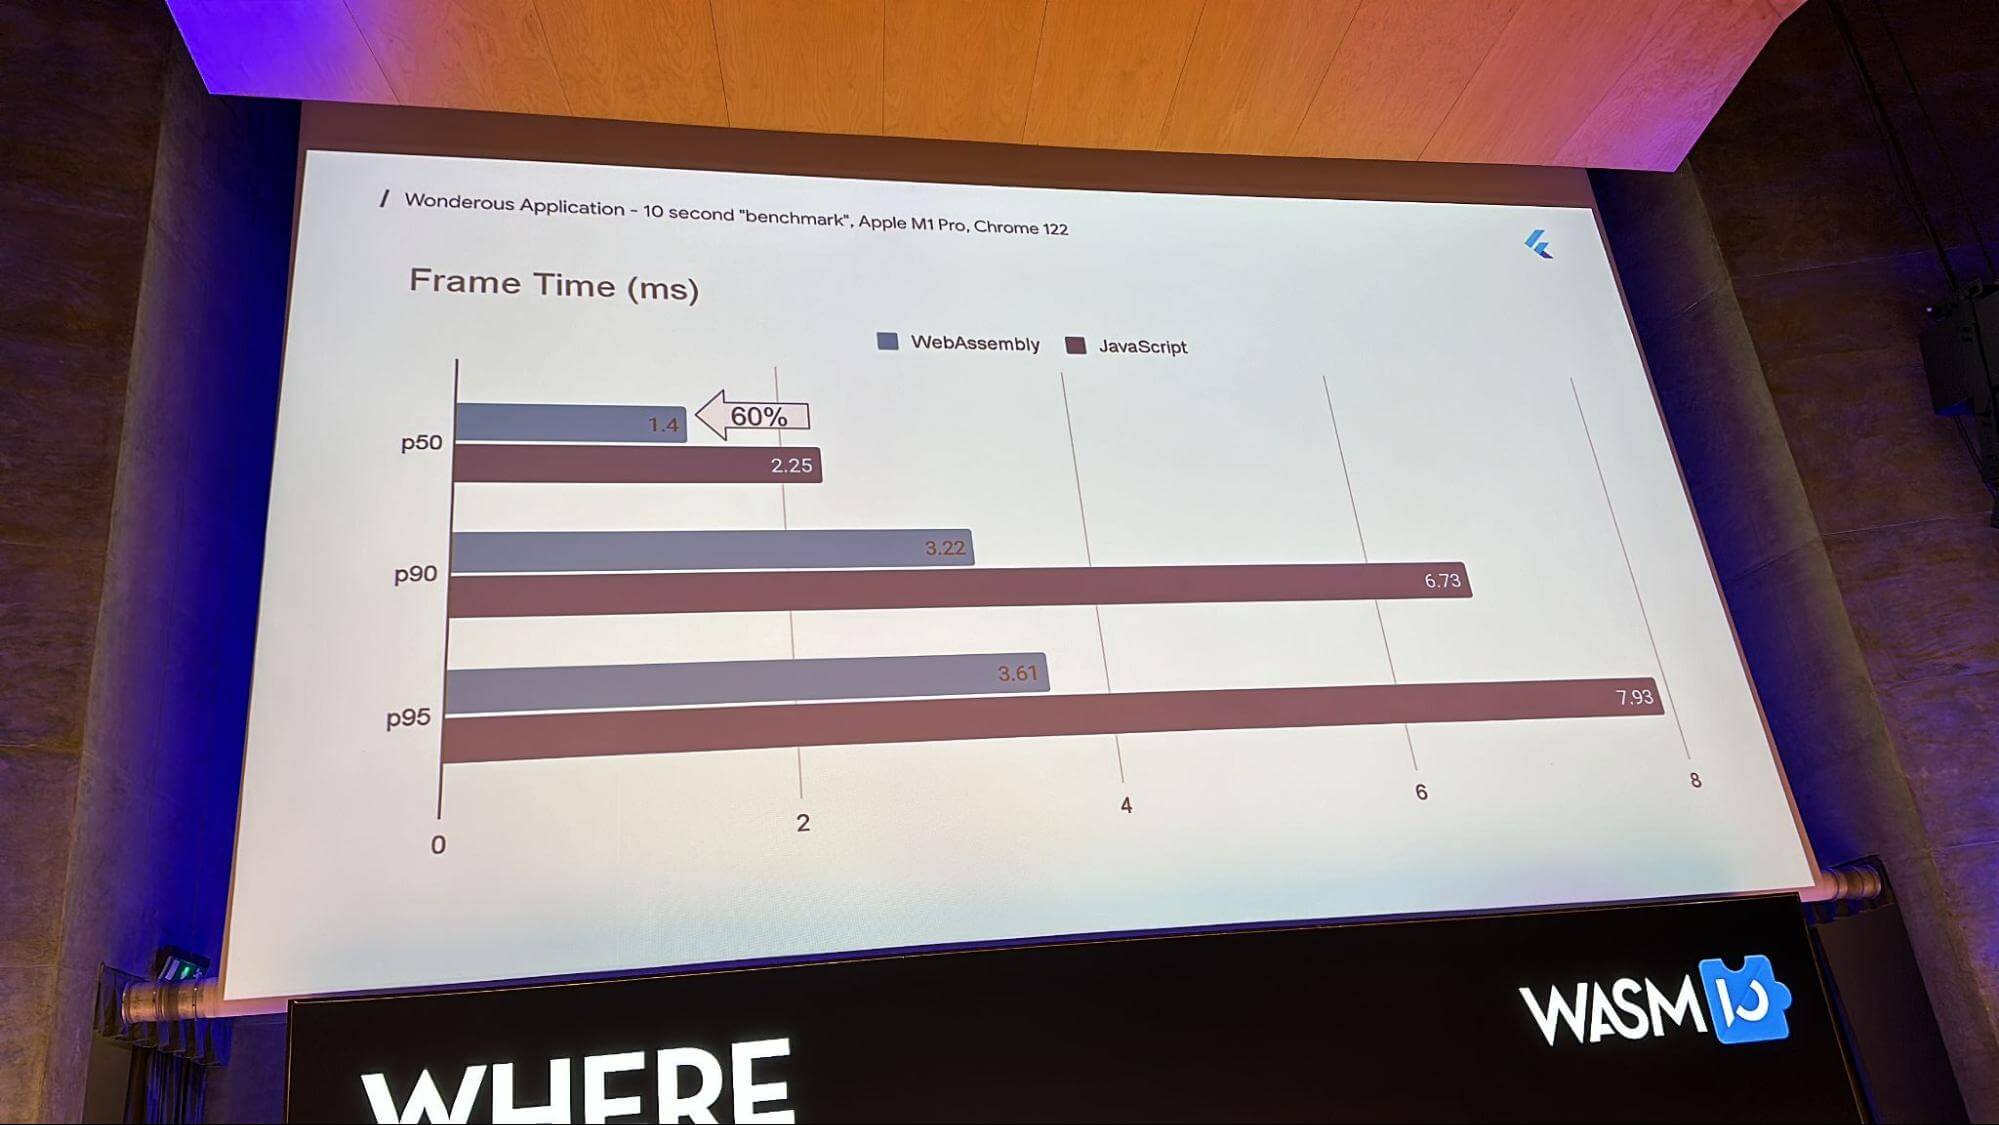 / Wonderous Application - 10 second "benchmark", Apple M1 Pro, Chrome 122
Frame Time (ms)
WebAssembly JavaScript
p50 1.4 60%
2.25
p90 3.22
6.73
p95 3.61
7.93
0 2 4 6 8
WASM IO
WHERE